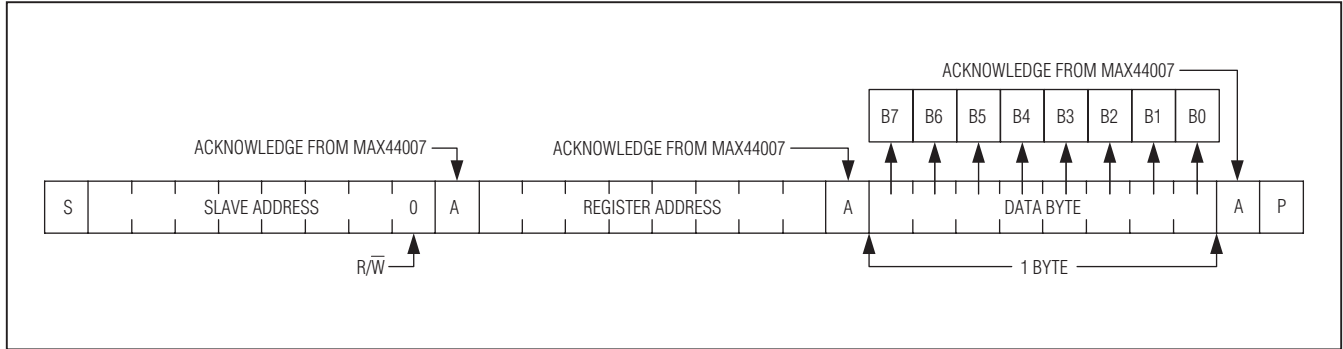 ACKNOWLEDGE FROM MAX44007
B7 B6 B5 B4 B3 B2 B1 B0
ACKNOWLEDGE FROM MAX44007 ACKNOWLEDGE FROM MAX44007
S SLAVE ADDRESS 0 A REGISTER ADDRESS A DATA BYTE A P
R/W̅ 1 BYTE